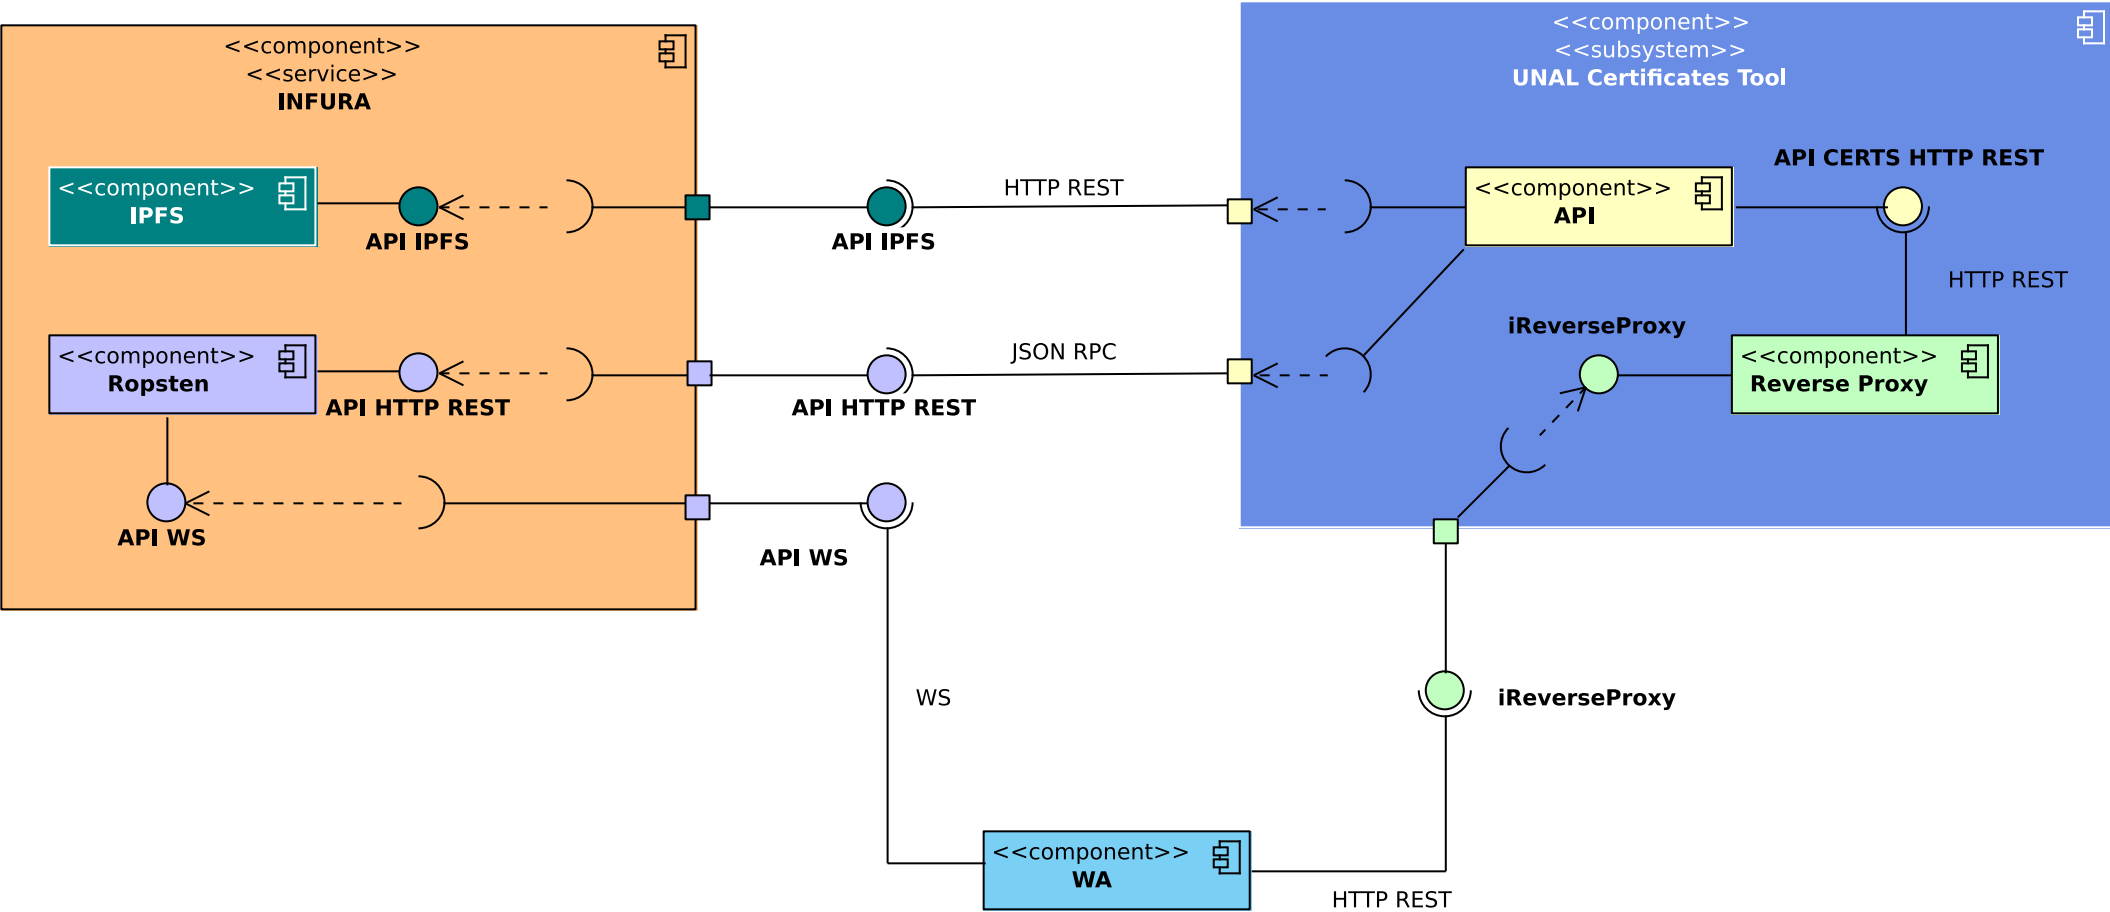 <<component>>
<<service>>
INFURA
<<component>>
IPFS
API IPFS
<<component>>
Ropsten
API HTTP REST
API WS
API IPFS
HTTP REST
API HTTP REST
JSON RPC
API WS
WS
<<component>>
<<subsystem>>
UNAL Certificates Tool
<<component>>
API
API CERTS HTTP REST
HTTP REST
iReverseProxy
<<component>>
Reverse Proxy
iReverseProxy
<<component>>
WA
HTTP REST